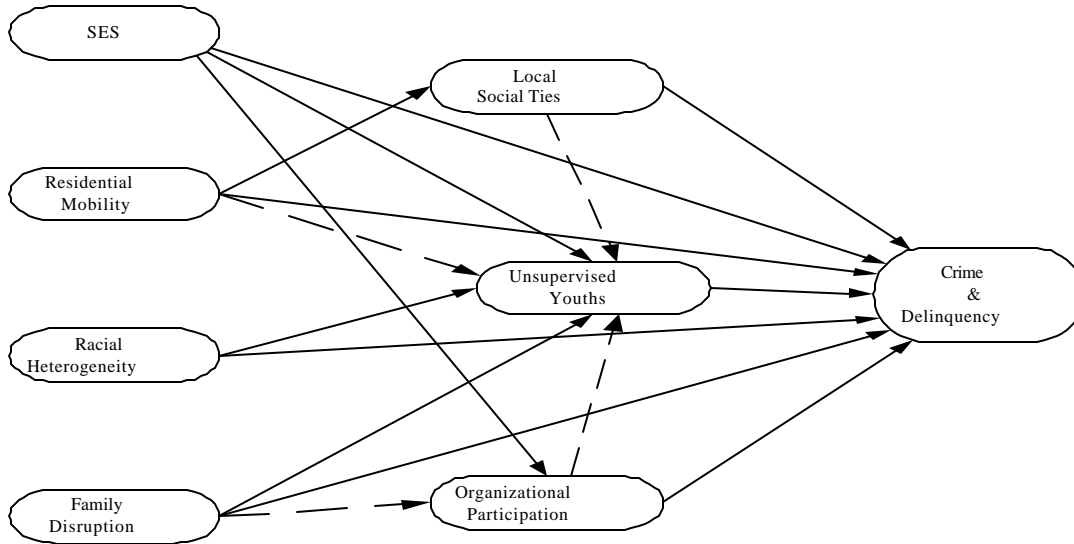 SES
Local
Social Ties
Residential
Mobility
Unsupervised
Youths
Crime
&
Delinquency
Racial
Heterogeneity
Organizational
Participation
Family
Disruption